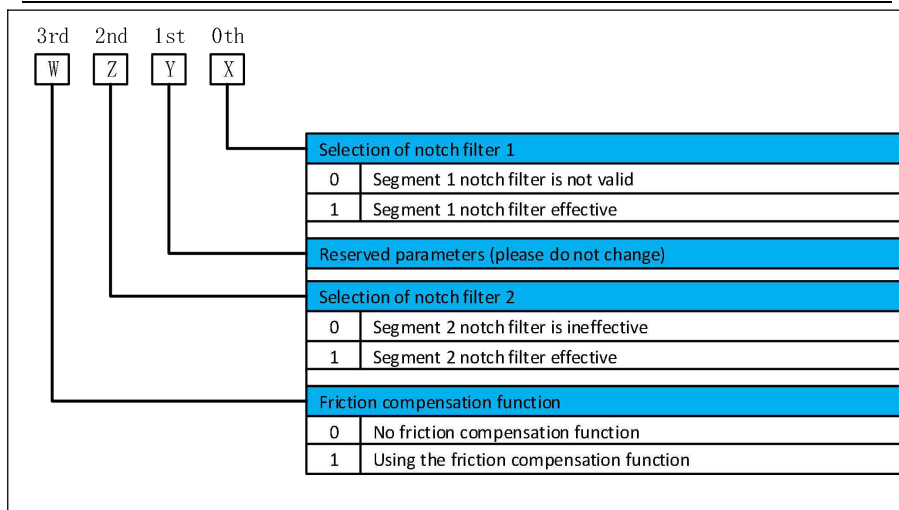 3rd 2nd 1st 0th
W Z Y X
Selection of notch filter 1
0 Segment 1 notch filter is not valid
1 Segment 1 notch filter effective
Reserved parameters (please do not change)
Selection of notch filter 2
0 Segment 2 notch filter is ineffective
1 Segment 2 notch filter effective
Friction compensation function
0 No friction compensation function
1 Using the friction compensation function